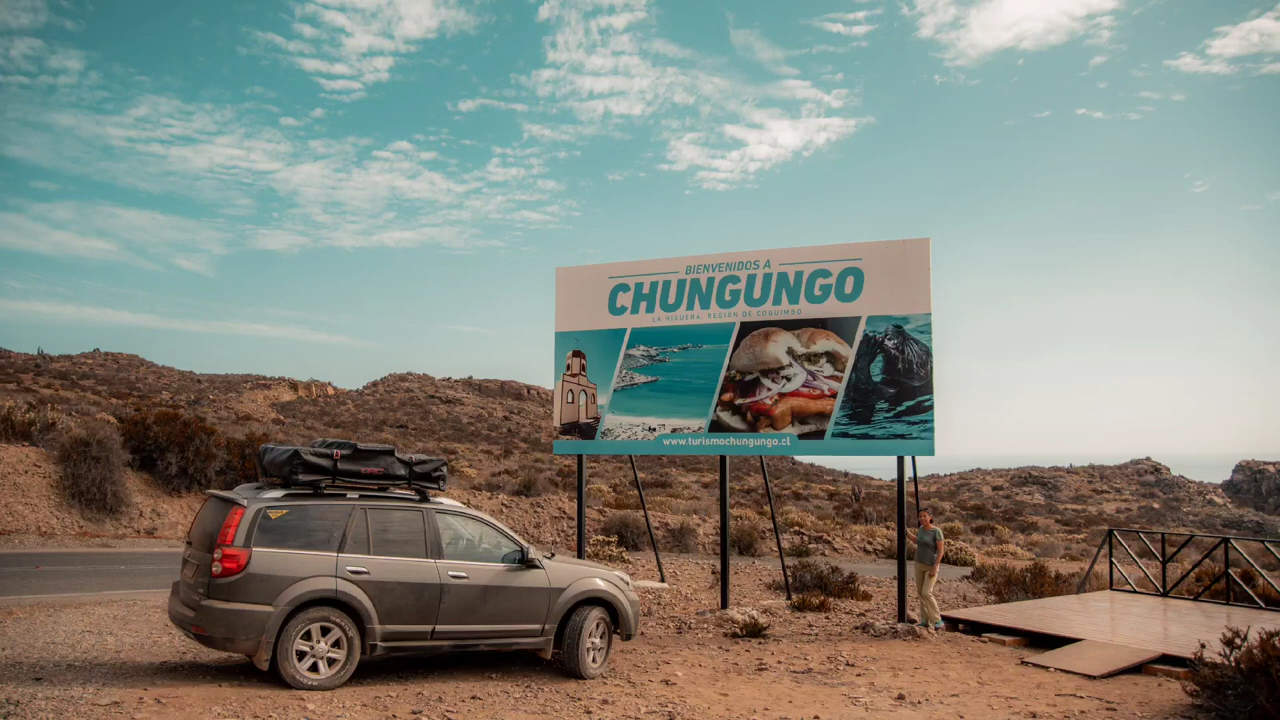 BIENVENIDOS A
CHUNGUNGO
LA HIGUERA, REGIÓN DE COQUIMBO
www.turismochungungo.cl